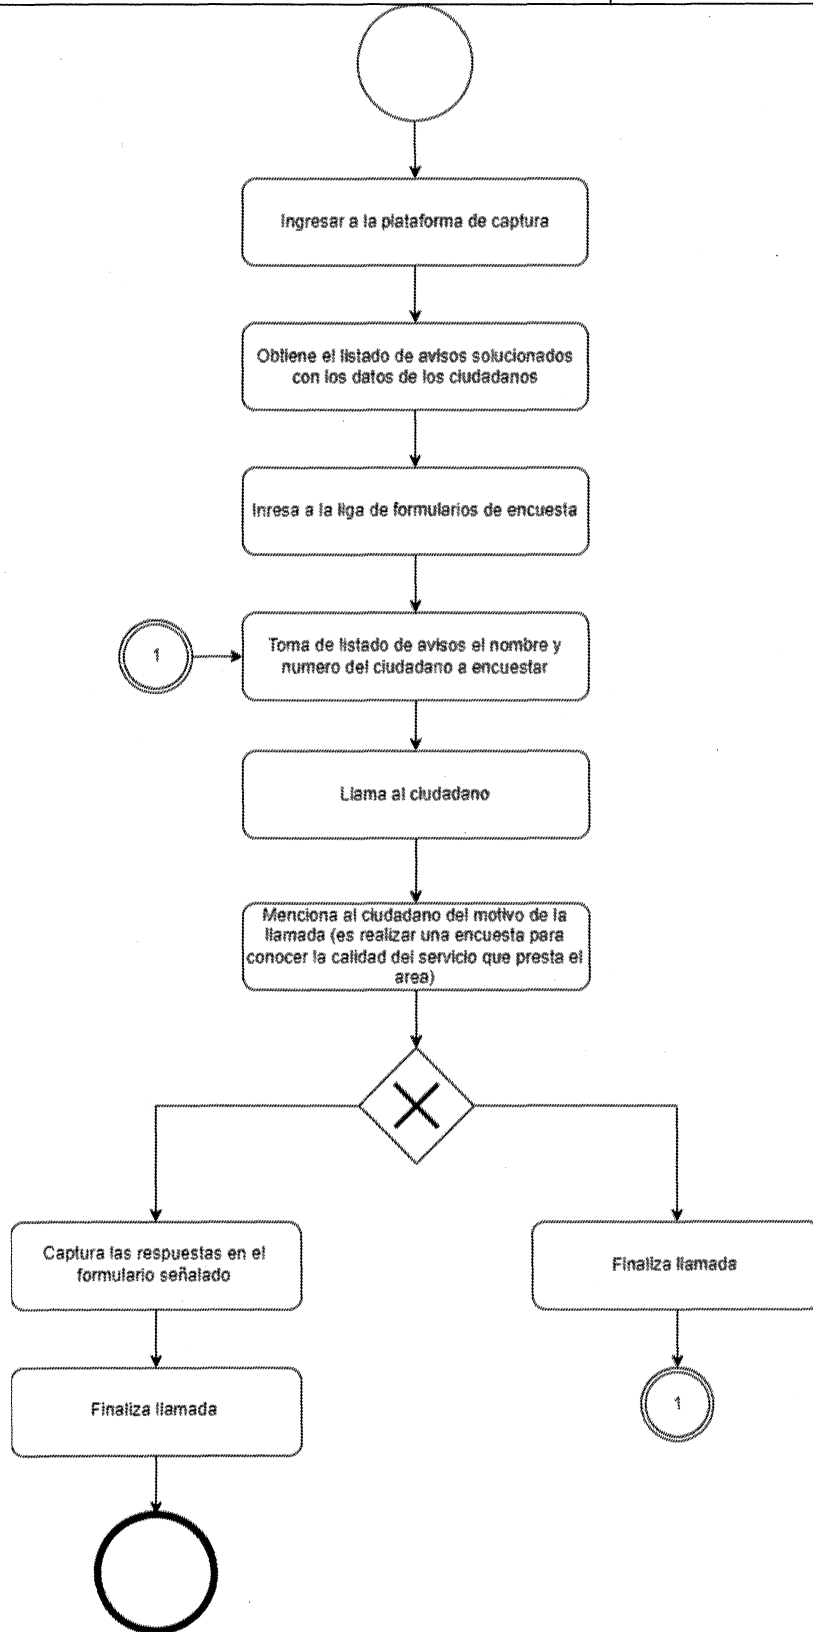 Ingresar a la plataforma de captura
Obtiene el listado de avisos solucionados
con los datos de los ciudadanos
Inresa a la liga de formularios de encuesta
1
Toma de listado de avisos el nombre y
numero del ciudadano a encuestar
Llama al ciudadano
Menciona al ciudadano del motivo de la
llamada (es realizar una encuesta para
conocer la calidad del servicio que presta el
area)
Captura las respuestas en el
formulario señalado
Finaliza llamada
Finaliza llamada
1